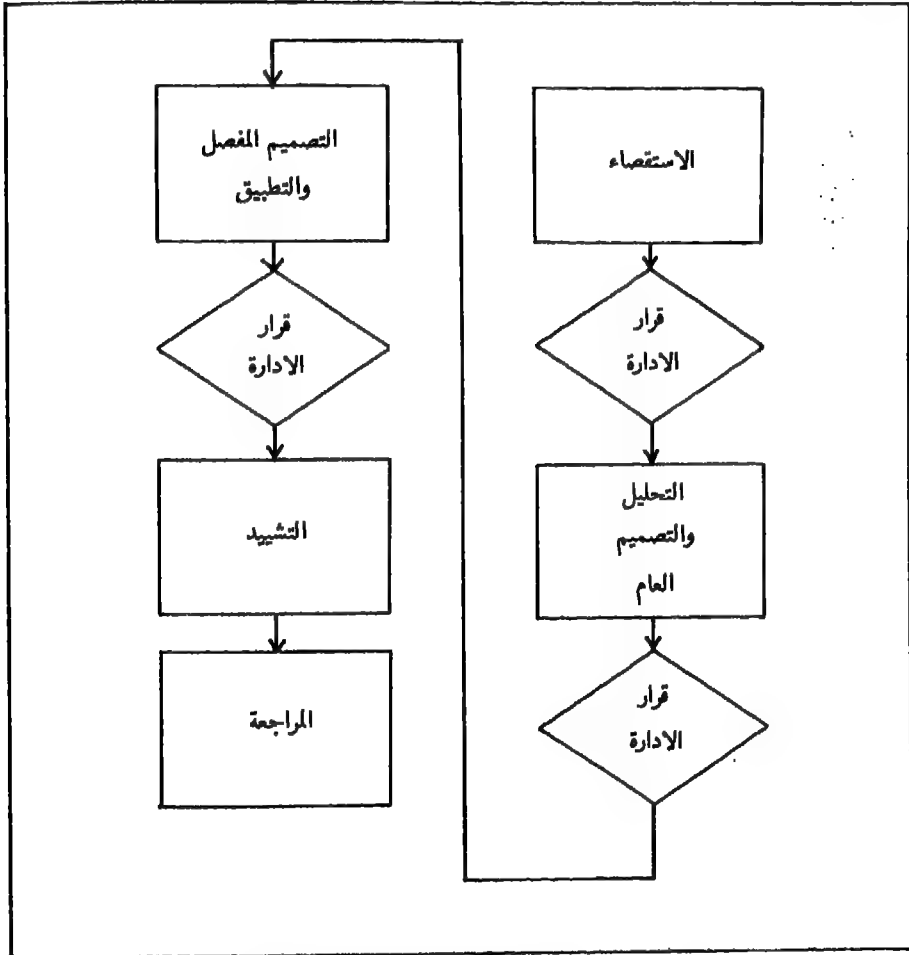 الاستقصاء
قرار
الادارة
التحليل
والتصميم
العام
قرار
الادارة
التصميم المفصل
والتطبيق
قرار
الادارة
التشييد
المراجعة